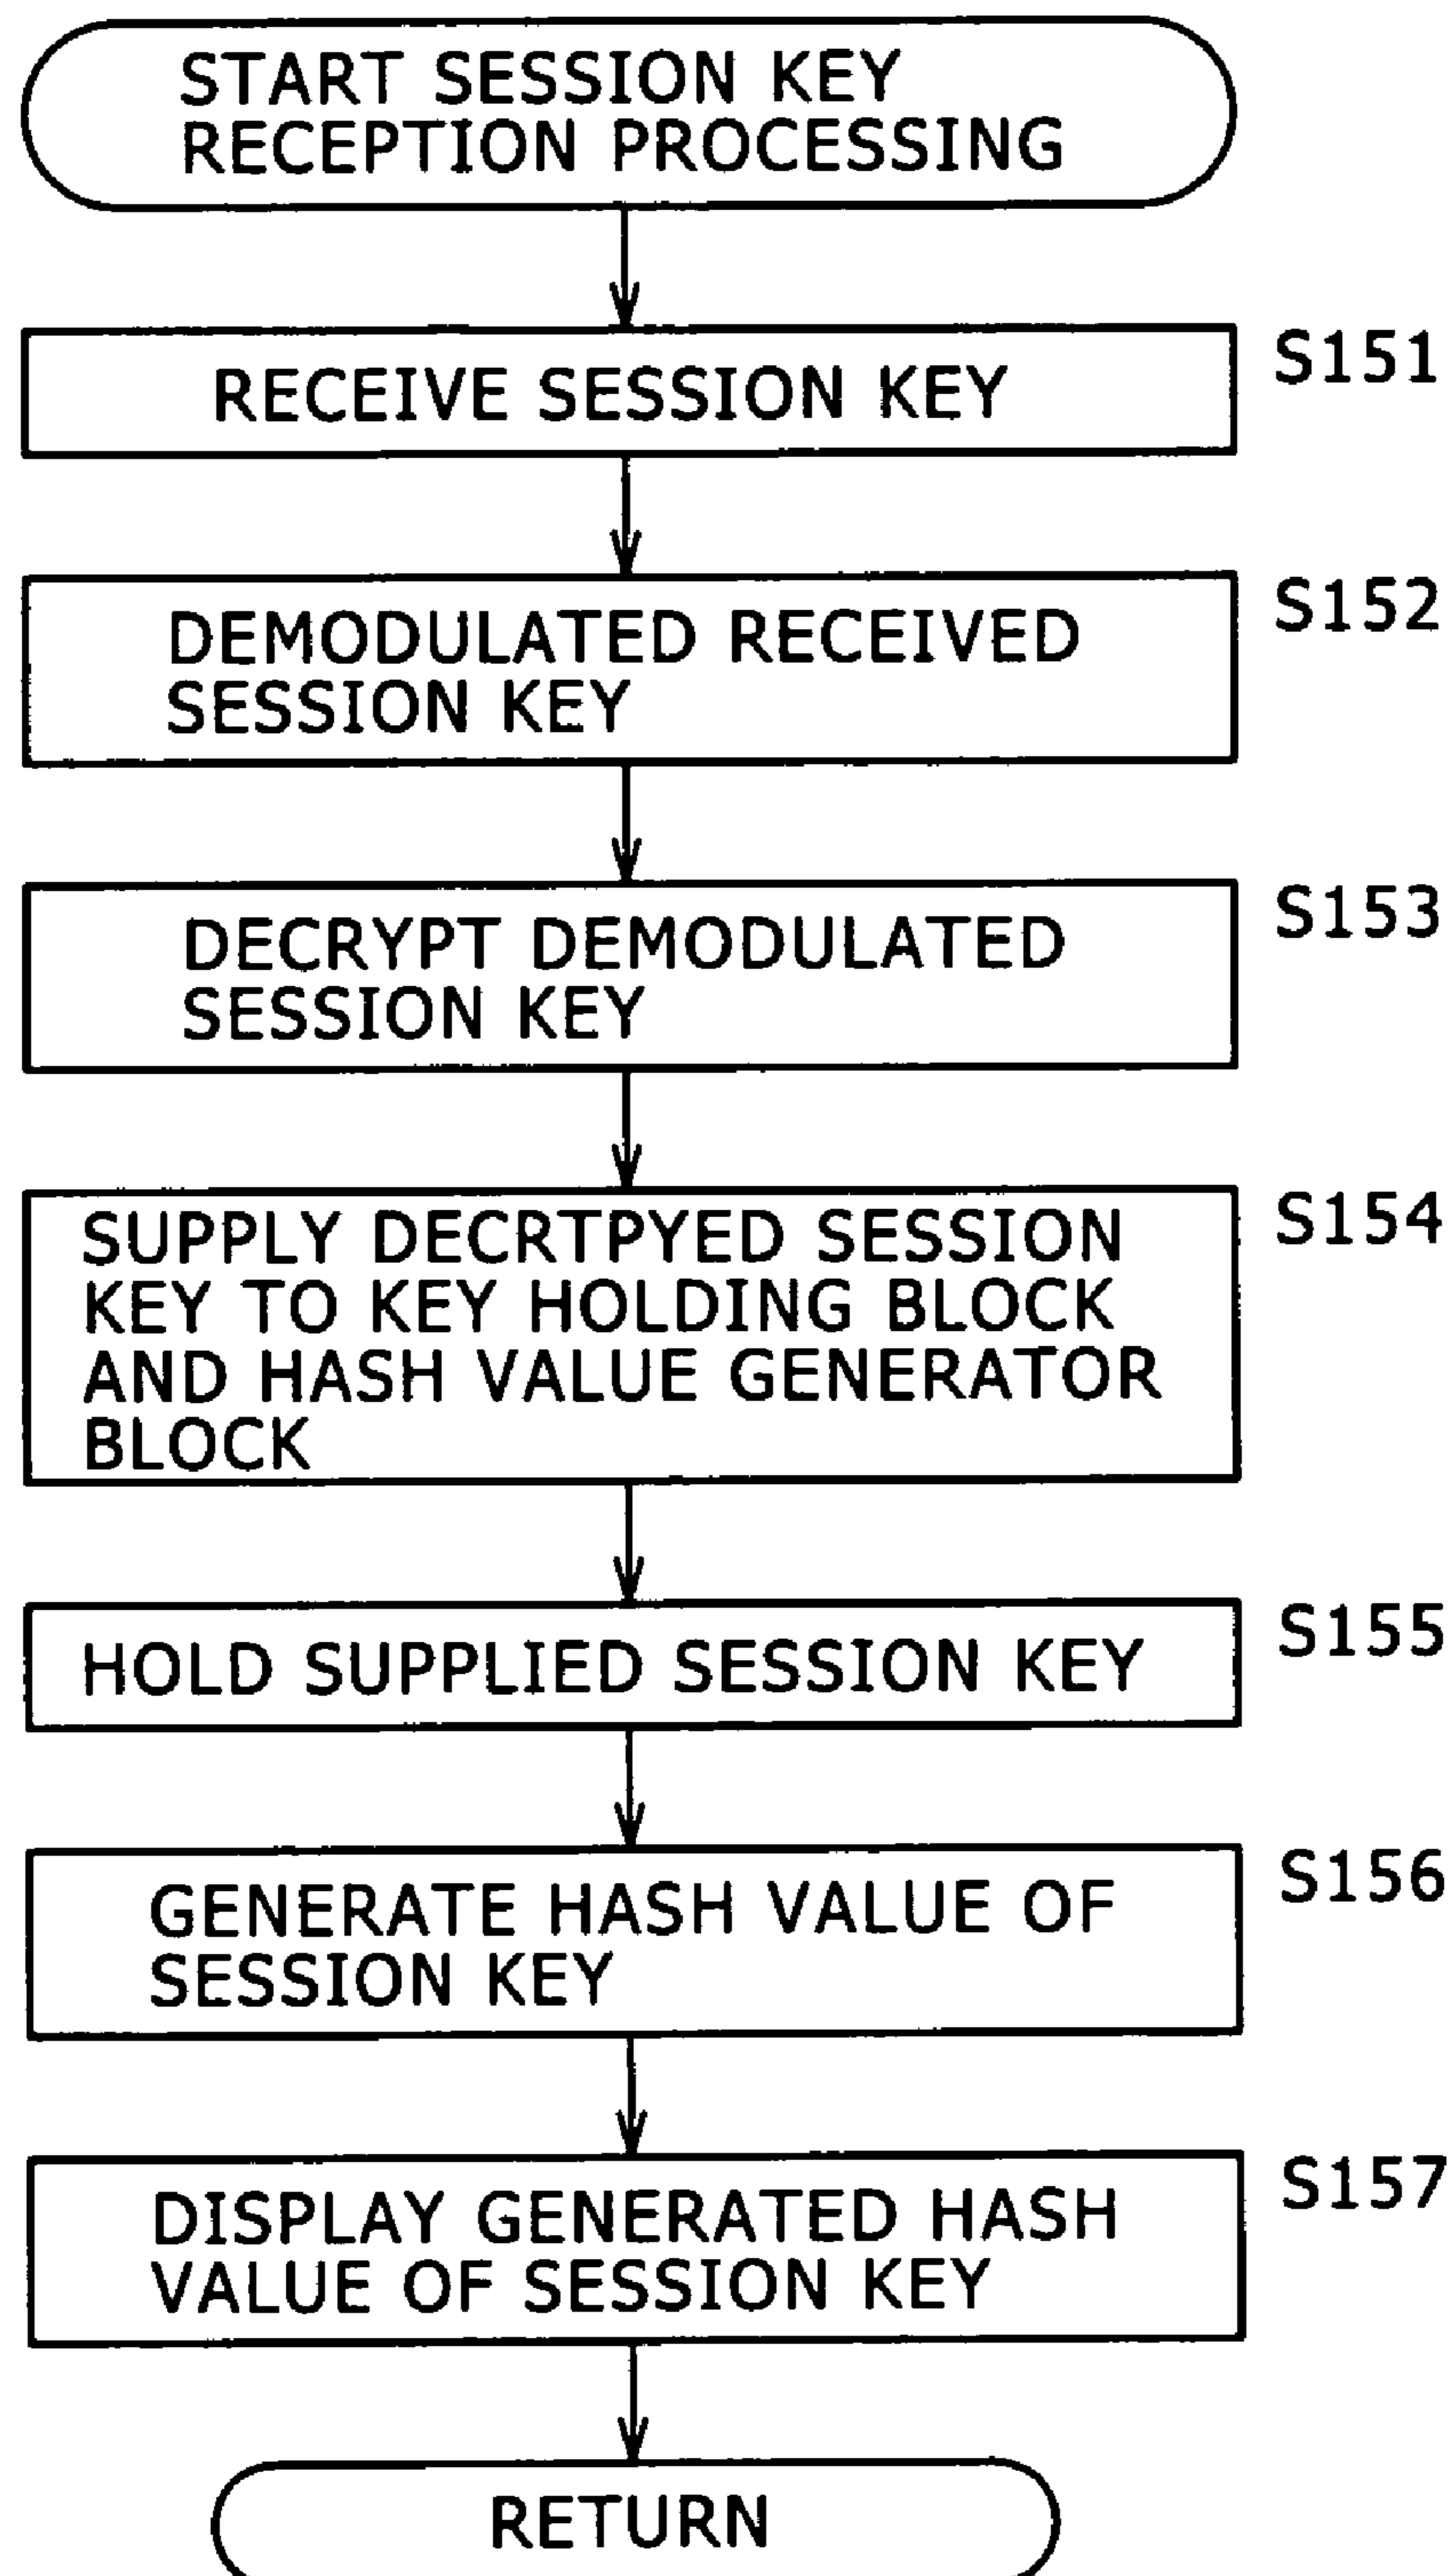 START SESSION KEY
RECEPTION PROCESSING
RECEIVE SESSION KEY
S151
DEMODULATED RECEIVED
SESSION KEY
S152
DECRYPT DEMODULATED
SESSION KEY
S153
SUPPLY DECRTPYED SESSION
KEY TO KEY HOLDING BLOCK
AND HASH VALUE GENERATOR
BLOCK
S154
HOLD SUPPLIED SESSION KEY
S155
GENERATE HASH VALUE OF
SESSION KEY
S156
DISPLAY GENERATED HASH
VALUE OF SESSION KEY
S157
RETURN